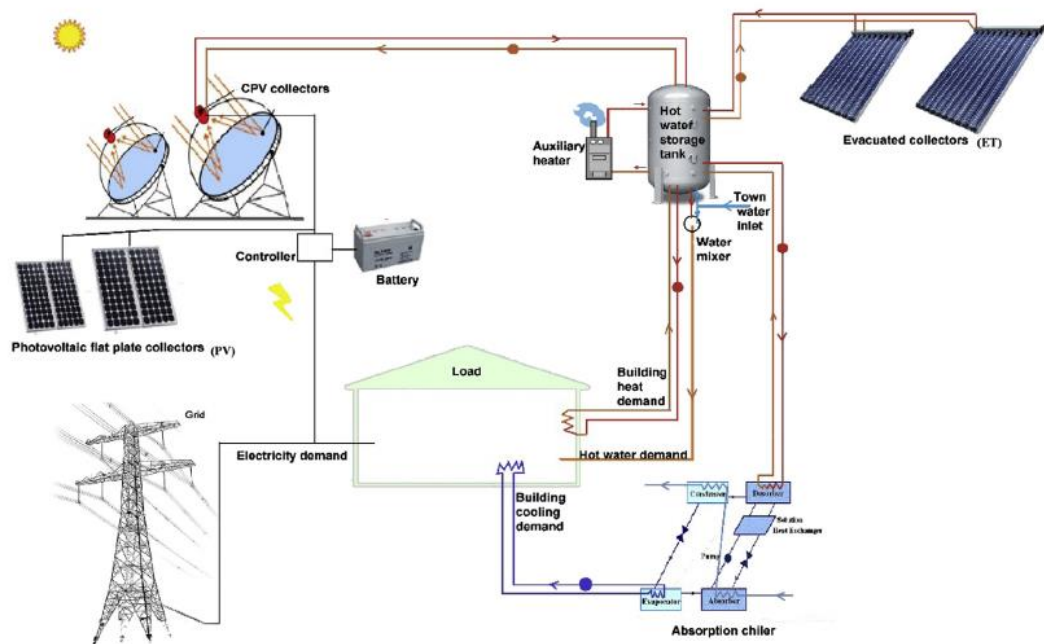 CPV collectors
Evacuated collectors (ET)
Hot
water
storage
tank
Auxiliary
heater
Town
water
inlet
Water
mixer
Controller
Battery
Photovoltaic flat plate collectors (PV)
Load
Building
heat
demand
Grid
Electricity demand
Hot water demand
Building
cooling
demand
Condenser
Desorber
Solution
Heat Exchanger
Pump
Evaporator
Absorber
Absorption chiler